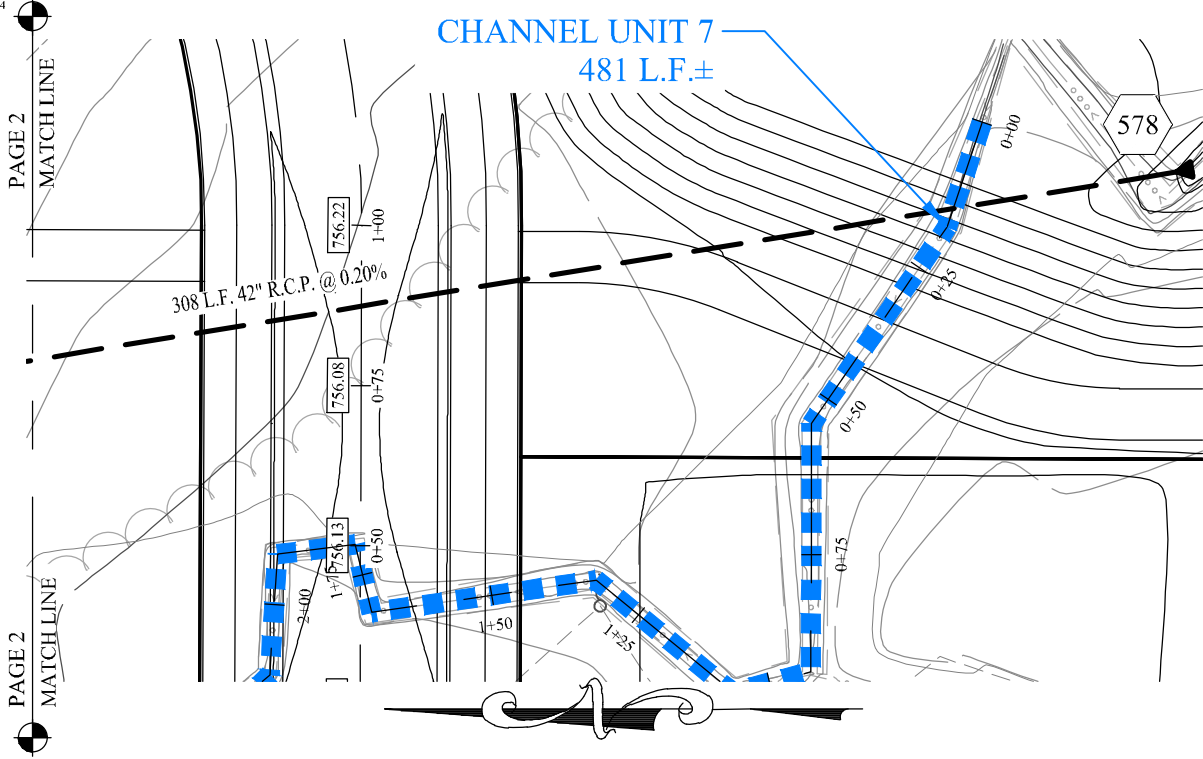 4
CHANNEL UNIT 7
481 L.F.±
PAGE 2
MATCH LINE
578
0+00
756.22
1+00
308 L.F. 42" R.C.P. @ 0.20%
0+25
756.08
0+75
0+50
756.13
0+50
0+75
2+00
1+50
1+25
PAGE 2
MATCH LINE
N